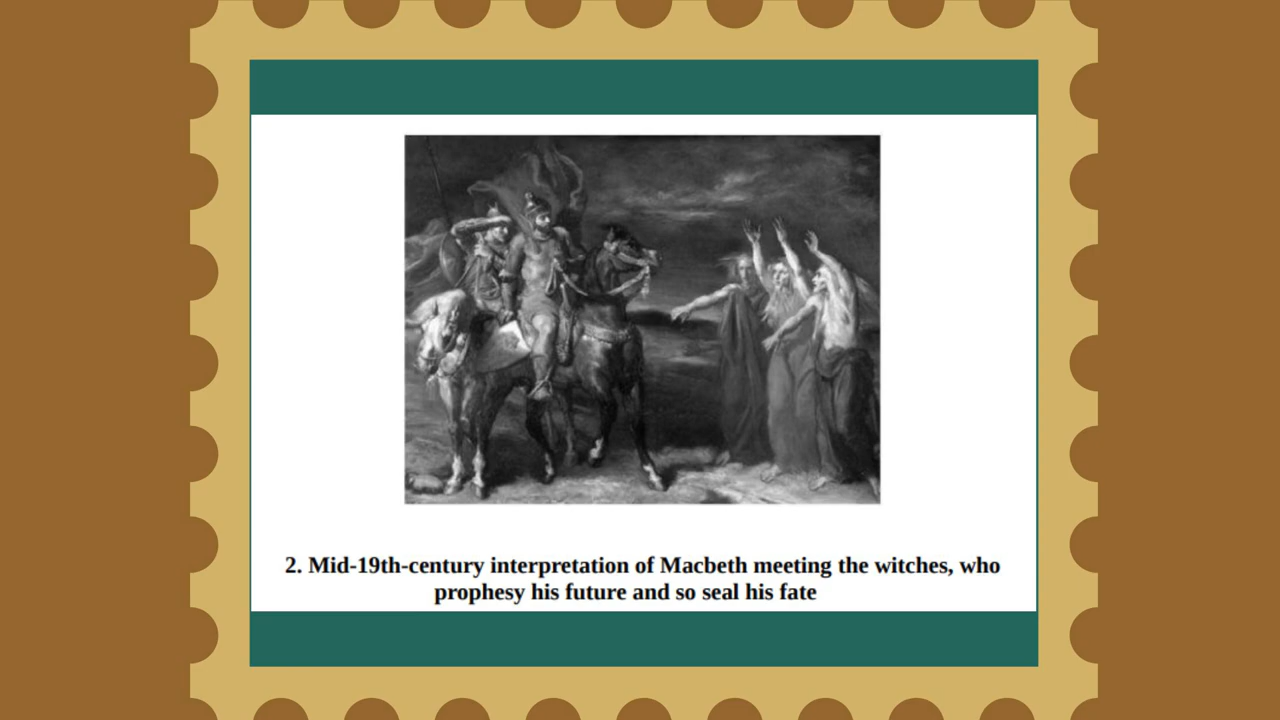 2. Mid-19th-century interpretation of Macbeth meeting the witches, who
prophesy his future and so seal his fate